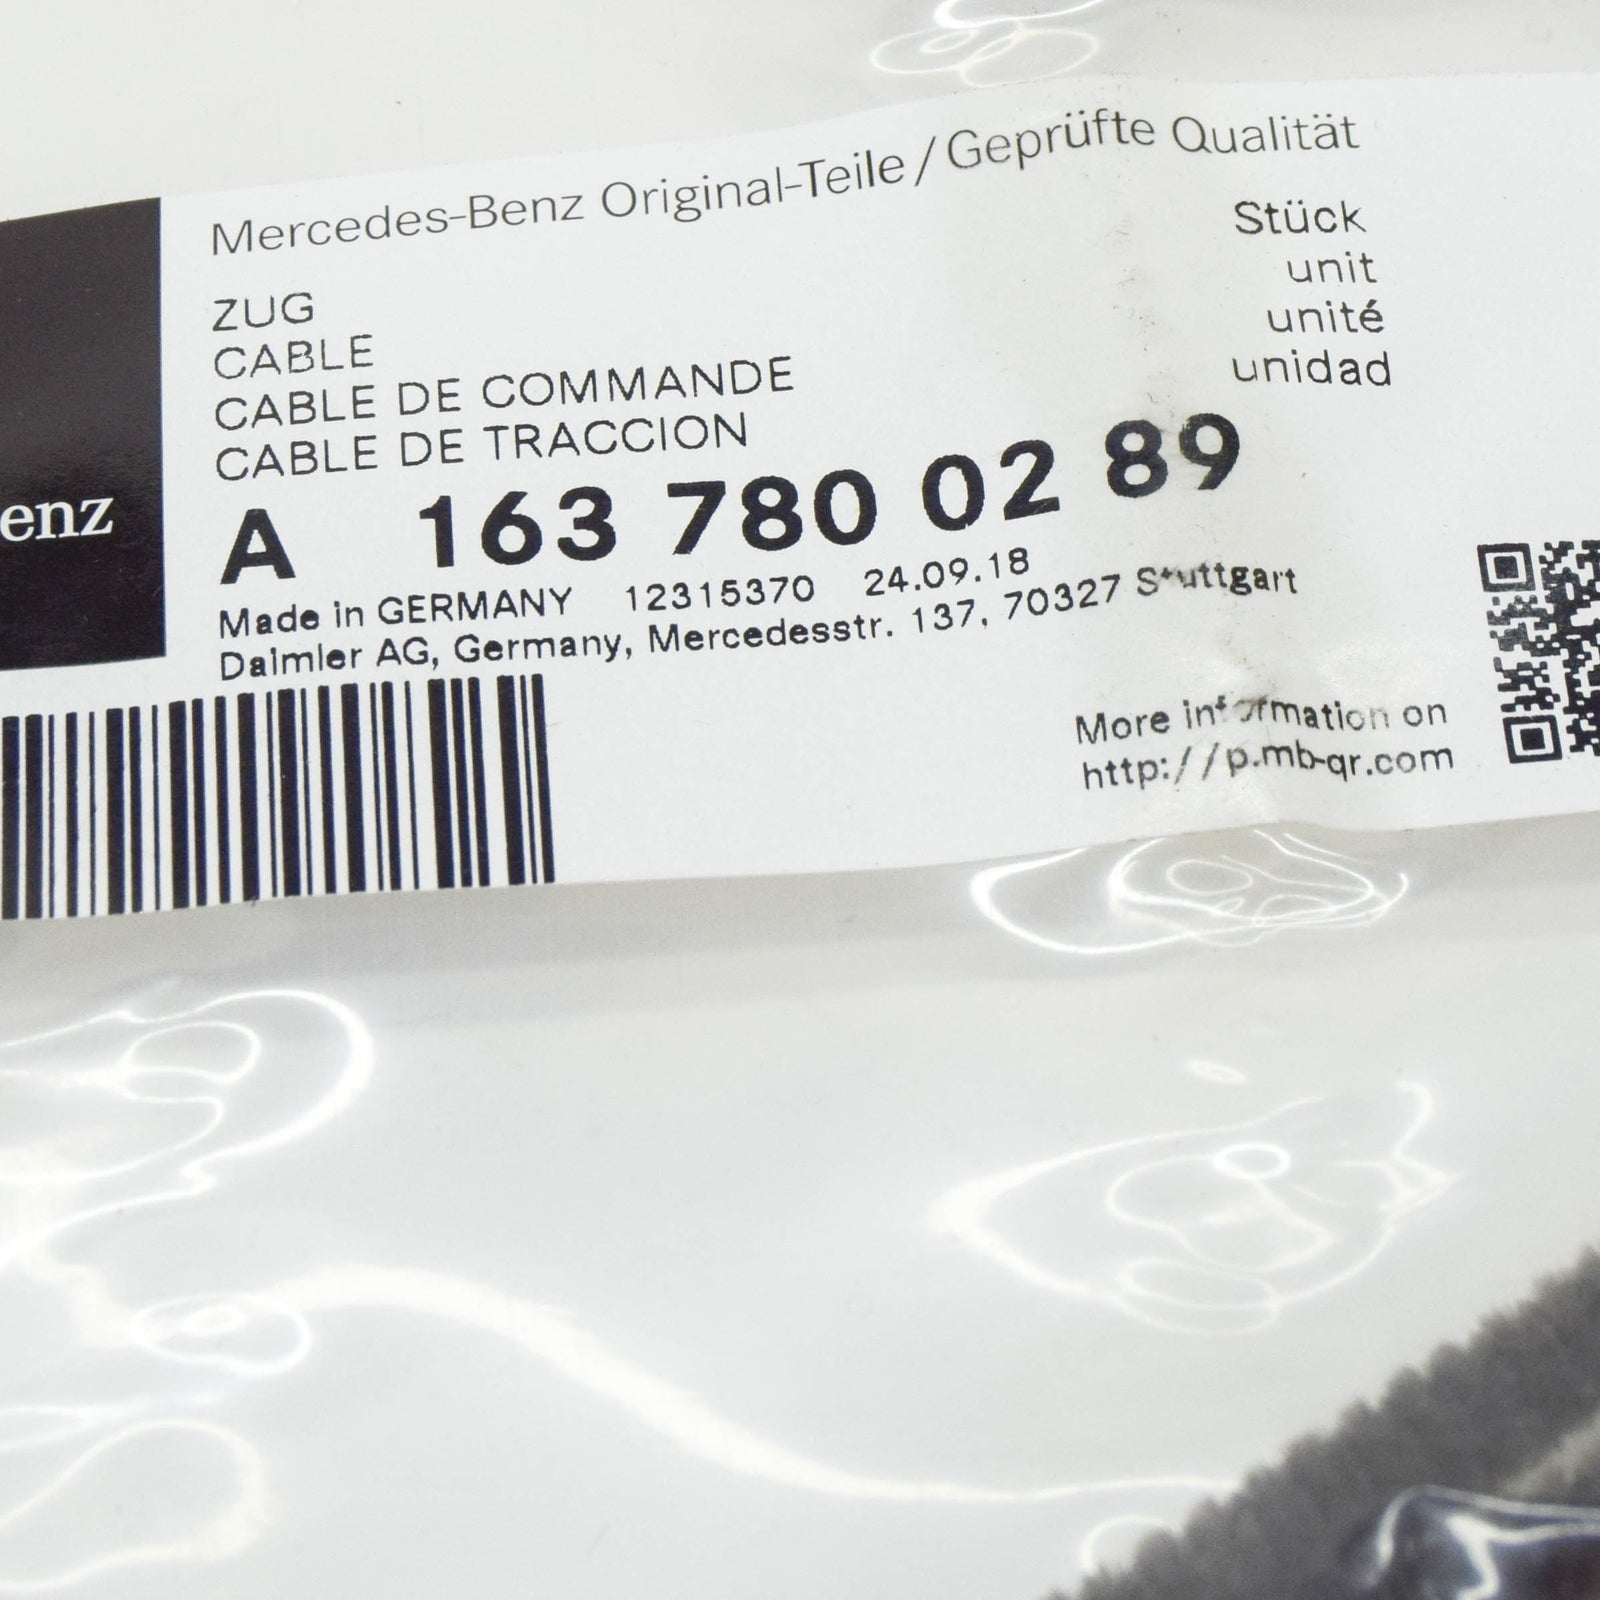 Mercedes-Benz Original-Teile / Geprüfte Qualität
ZUG
CABLE
CABLE DE COMMANDE
CABLE DE TRACCION
Stück
unit
unité
unidad
A 163 780 02 89
Made in GERMANY 12315370 24.09.18
Daimler AG, Germany, Mercedesstr. 137, 70327 Stuttgart
enz
More information on
http://p.mb-qr.com